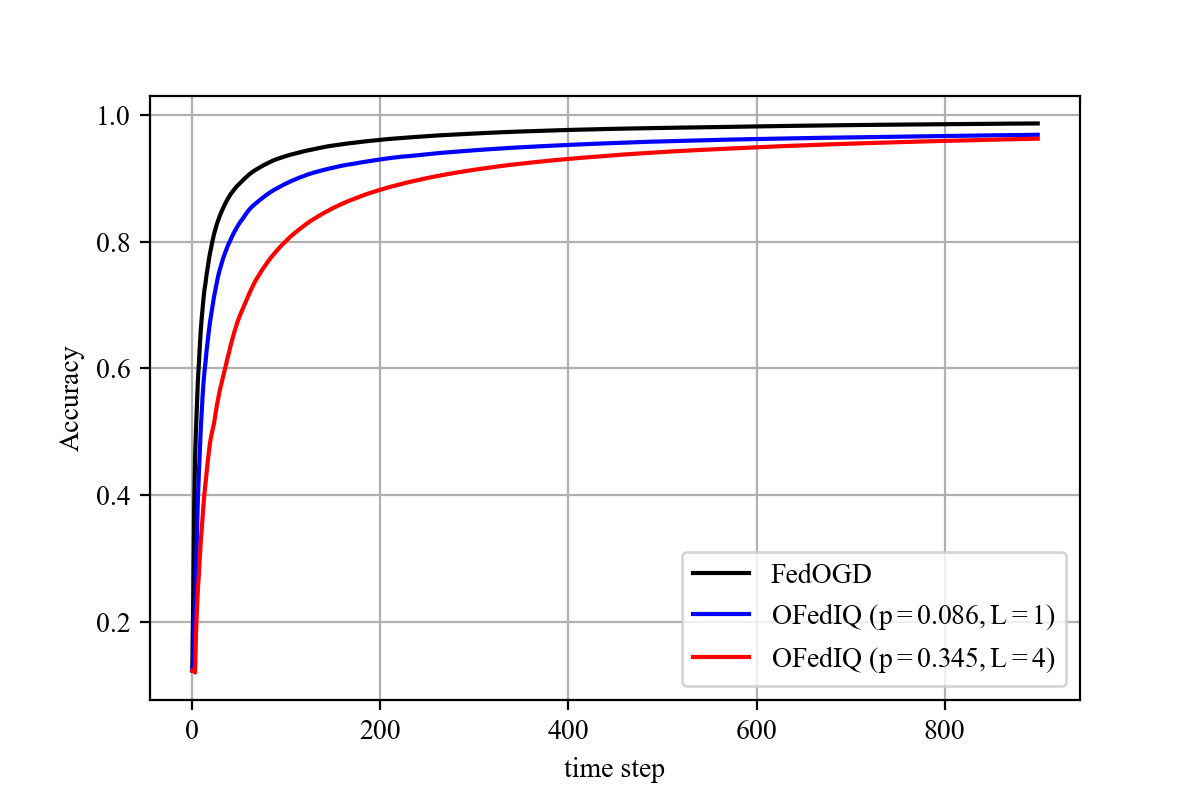 1.0
0.8
0.6
0.4
0.2
Accuracy
0 200 400 600 800
time step
FedOGD
OFedIQ (p = 0.086, L = 1)
OFedIQ (p = 0.345, L = 4)